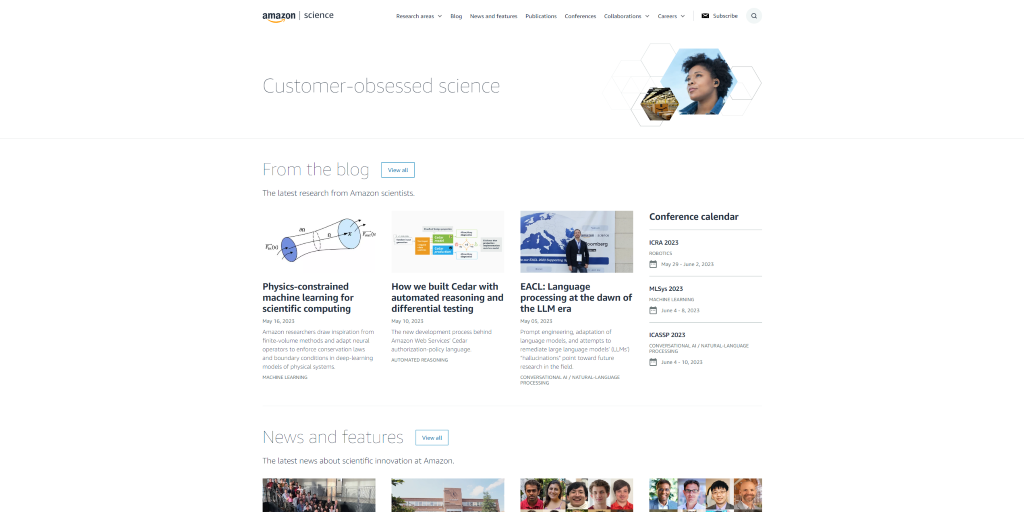 amazon | science
Research areas
Blog
News and features
Publications
Conferences
Collaborations
Careers
Subscribe
Customer-obsessed science
From the blog
View all
The latest research from Amazon scientists.
Physics-constrained
machine learning for
scientific computing
May 16, 2023
Amazon researchers draw inspiration from
finite-volume methods and adapt neural
operators to enforce conservation laws
and boundary conditions in deep-learning
models of physical systems.
MACHINE LEARNING
How we built Cedar with
automated reasoning and
differential testing
May 10, 2023
The new development process behind
Amazon Web Services' Cedar
authorization-policy language.
AUTOMATED REASONING
EACL: Language
processing at the dawn of
the LLM era
May 05, 2023
Prompt engineering, adaptation of
language models, and attempts to
remediate large language models' (LLMs')
"hallucinations" point toward future
research in the field.
CONVERSATIONAL AI / NATURAL-LANGUAGE
PROCESSING
Conference calendar
ICRA 2023
ROBOTICS
May 29 - June 2, 2023
MLSys 2023
MACHINE LEARNING
June 4 - 8, 2023
ICASSP 2023
CONVERSATIONAL AI / NATURAL-LANGUAGE
PROCESSING
June 4 - 10, 2023
News and features
View all
The latest news about scientific innovation at Amazon.